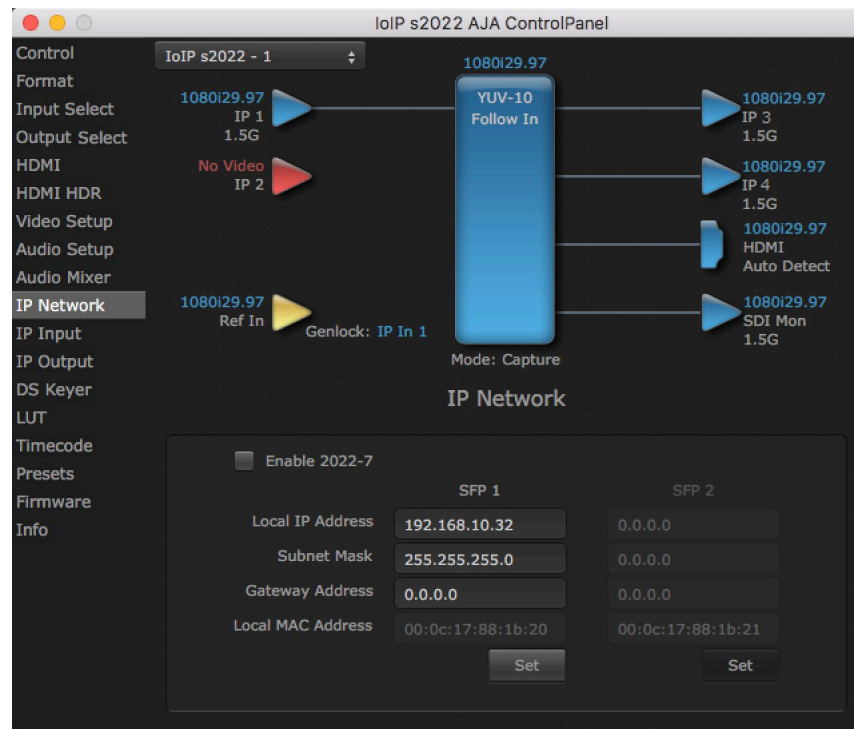 IoIP s2022 AJA ControlPanel
Control
Format
Input Select
Output Select
HDMI
HDMI HDR
Video Setup
Audio Setup
Audio Mixer
IP Network
IP Input
IP Output
DS Keyer
LUT
Timecode
Presets
Firmware
Info
IoIP s2022 - 1
1080i29.97
IP 1
1.5G
No Video
IP 2
1080i29.97
Ref In
Genlock: IP In 1
1080i29.97
YUV-10
Follow In
Mode: Capture
1080i29.97
IP 3
1.5G
1080i29.97
IP 4
1.5G
1080i29.97
HDMI
Auto Detect
1080i29.97
SDI Mon
1.5G
IP Network
Enable 2022-7
SFP 1 SFP 2
Local IP Address 192.168.10.32 0.0.0.0
Subnet Mask 255.255.255.0 0.0.0.0
Gateway Address 0.0.0.0 0.0.0.0
Local MAC Address 00:0c:17:88:1b:20 00:0c:17:88:1b:21
Set Set